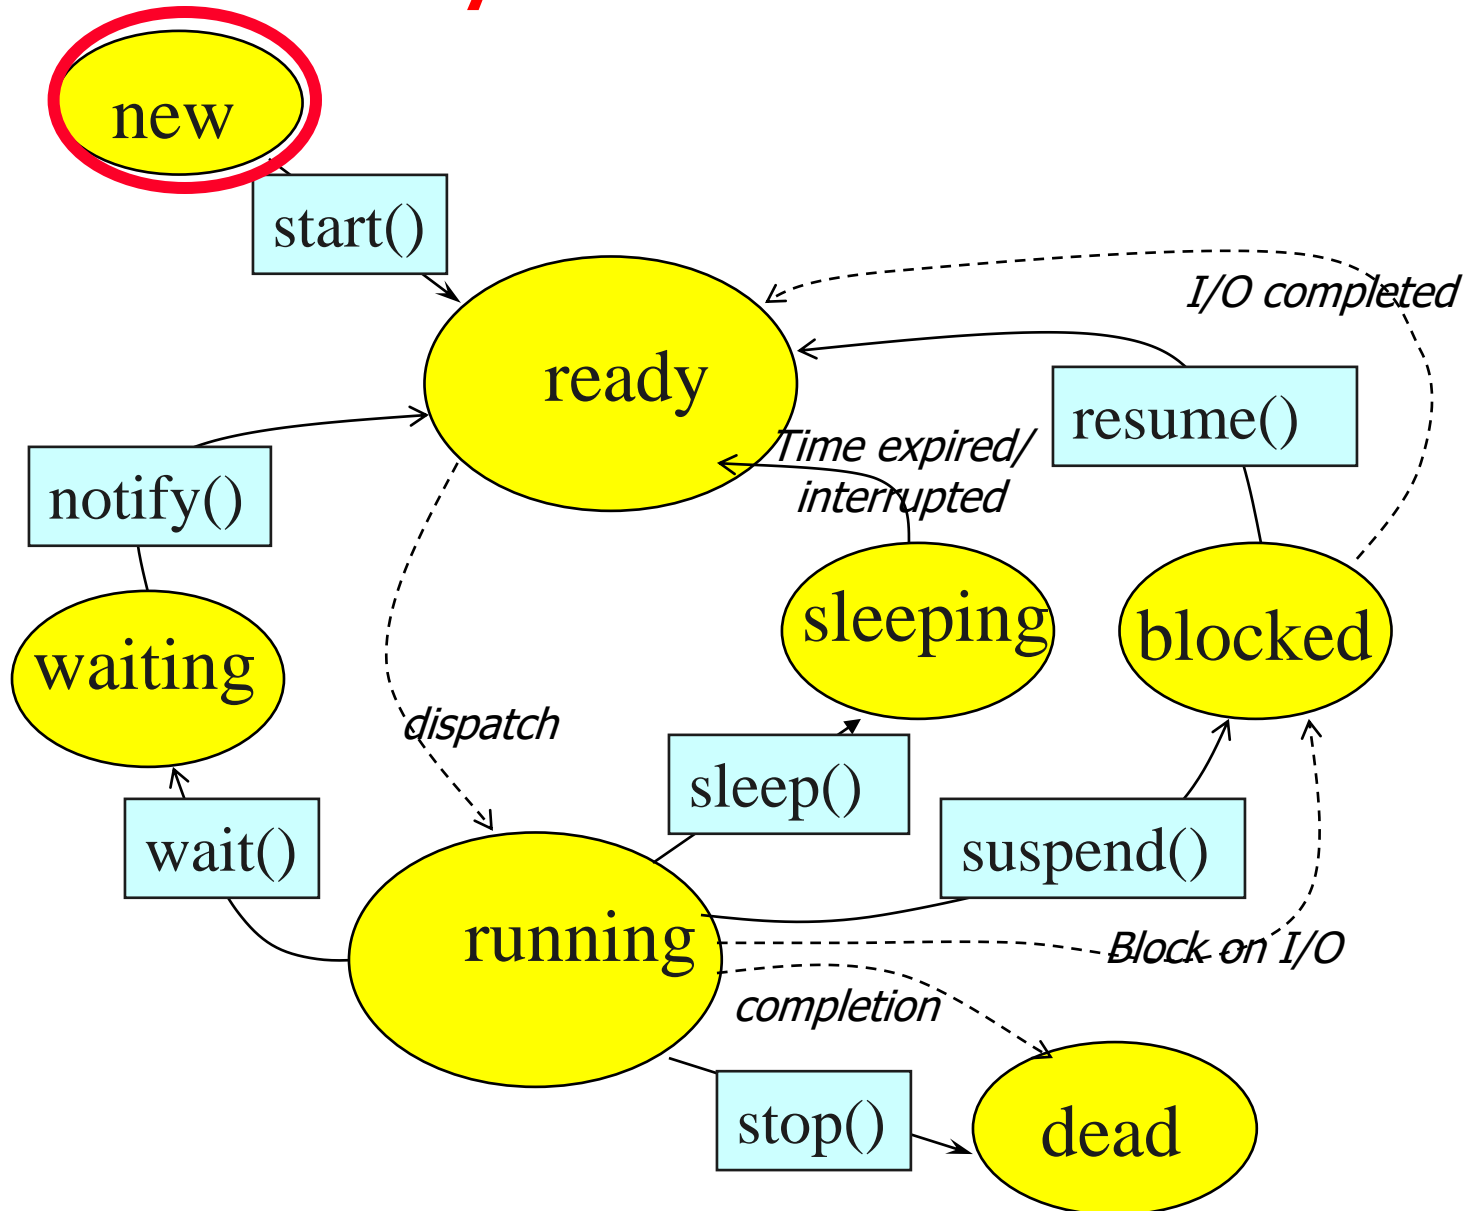 new
start()
I/O completed
ready
resume()
Time expired/
interrupted
notify()
sleeping
blocked
waiting
dispatch
sleep()
wait()
suspend()
running
Block on I/O
completion
stop()
dead